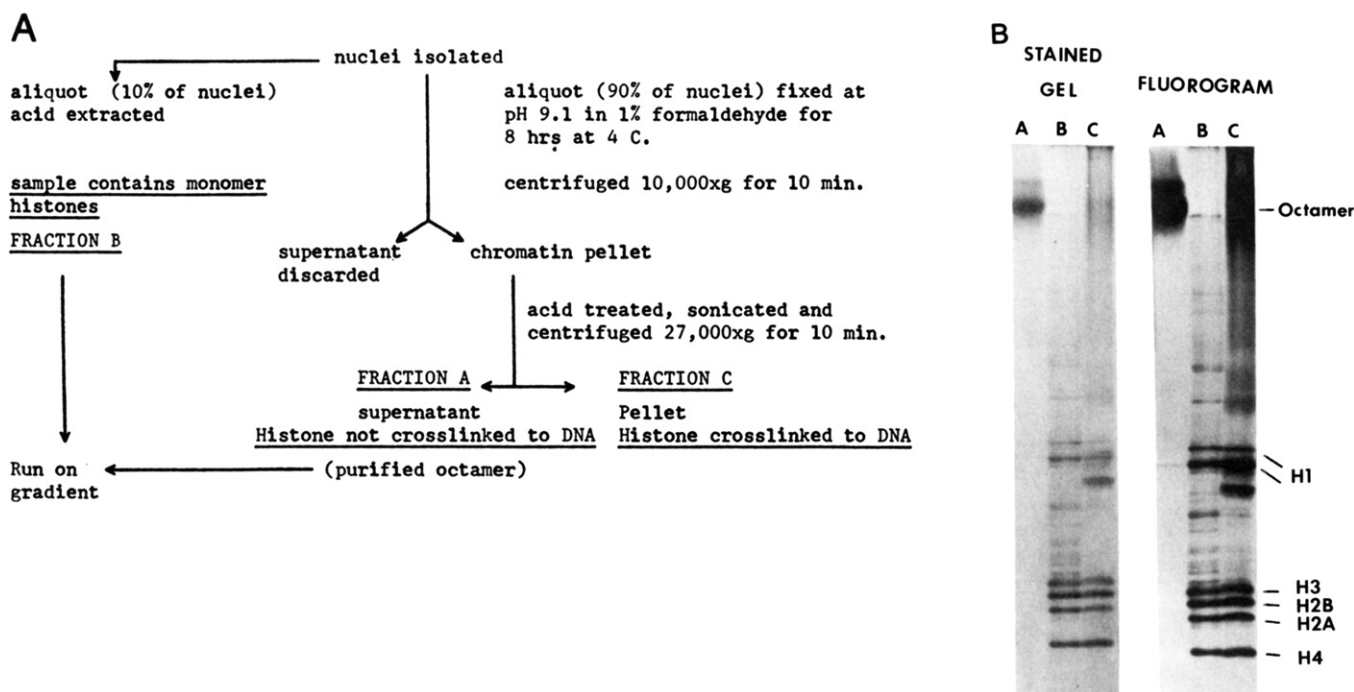 A
nuclei isolated
aliquot (10% of nuclei)
acid extracted
aliquot (90% of nuclei) fixed at
pH 9.1 in 1% formaldehyde for
8 hrs at 4 C.
sample contains monomer
histones
FRACTION B
centrifuged 10,000xg for 10 min.
supernatant
discarded
chromatin pellet
acid treated, sonicated and
centrifuged 27,000xg for 10 min.
FRACTION A
supernatant
Histone not crosslinked to DNA
FRACTION C
Pellet
Histone crosslinked to DNA
Run on
gradient
(purified octamer)
B
STAINED
GEL
A B C
FLUOROGRAM
A B C
Octamer
H1
H3
H2B
H2A
H4